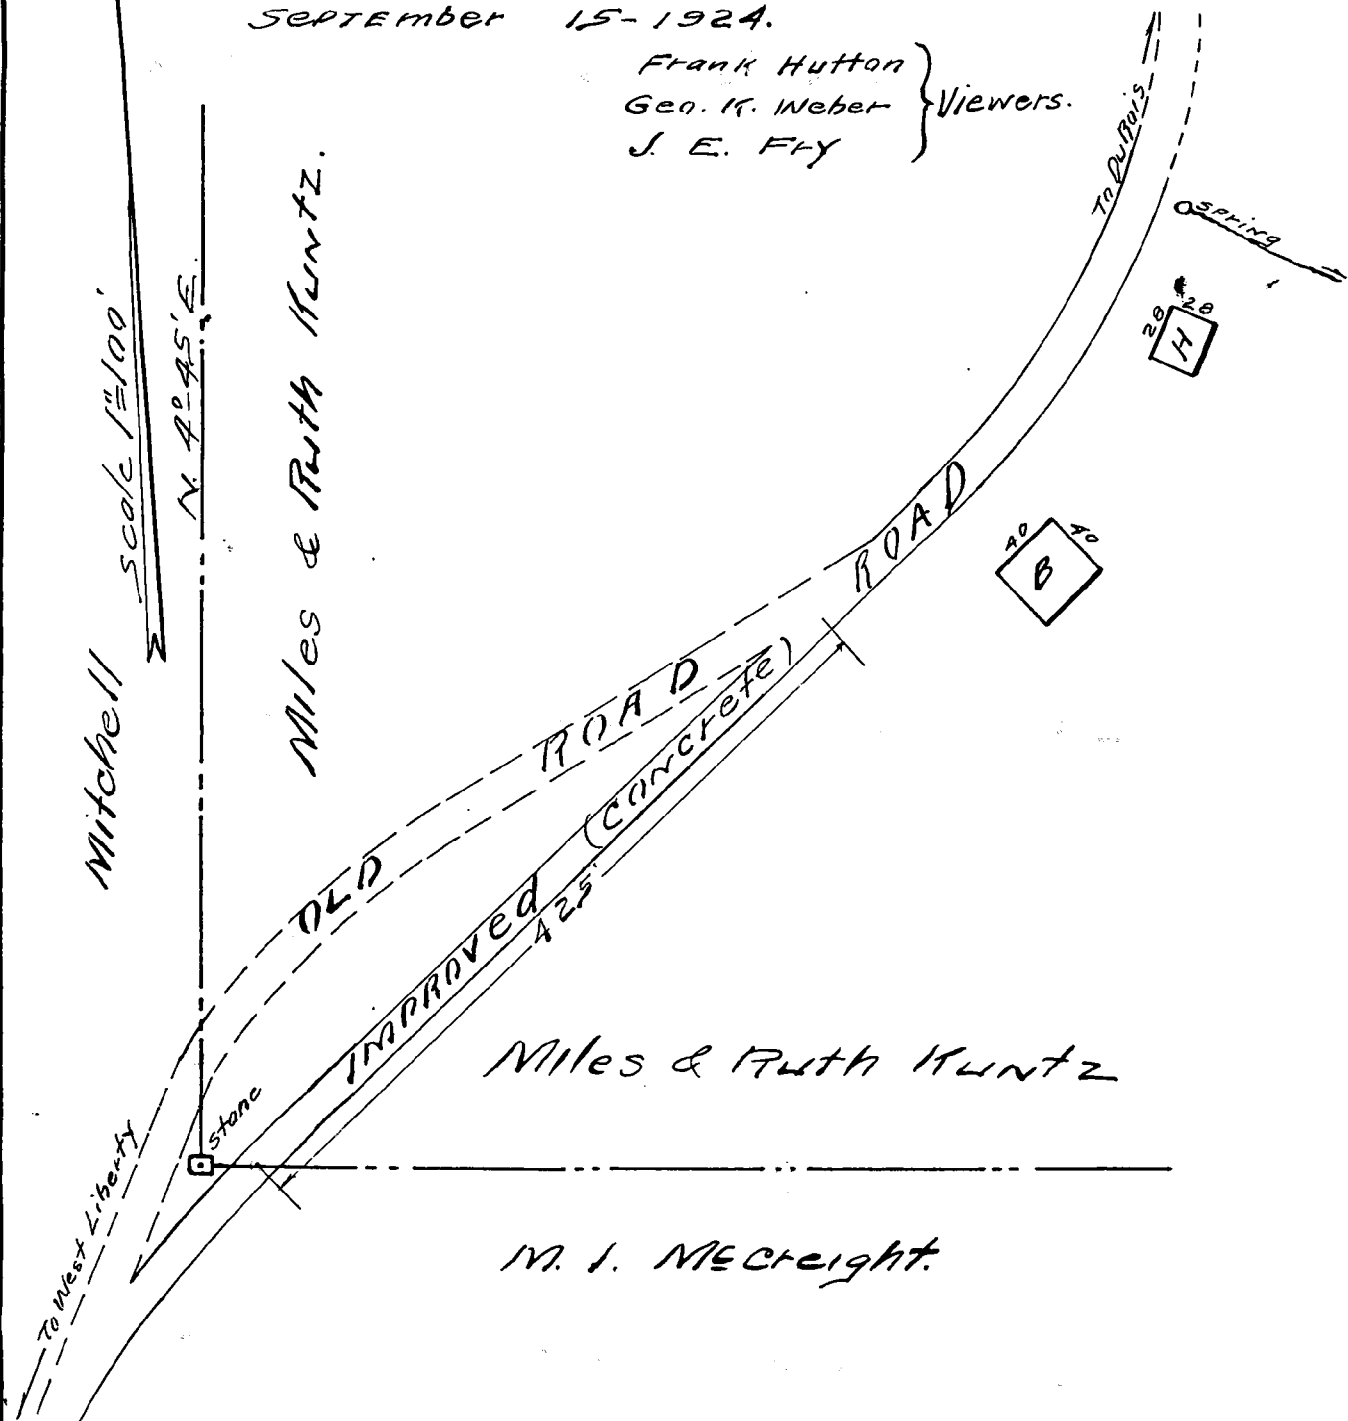 September 15-1924.
Frank Hutton
Geo. K. Weber
J. E. Fry
Viewers.
To DuBois
spring
28 28
H
scale 1"=100'
N. 4°-45' E.
Miles & Ruth Kuntz.
N
Mitchell
40 40
B
ROAD
OLD ROAD
IMPROVED (CONCRETE)
425'
Miles & Ruth Kuntz
stone
To West Liberty
M. I. McCreight.